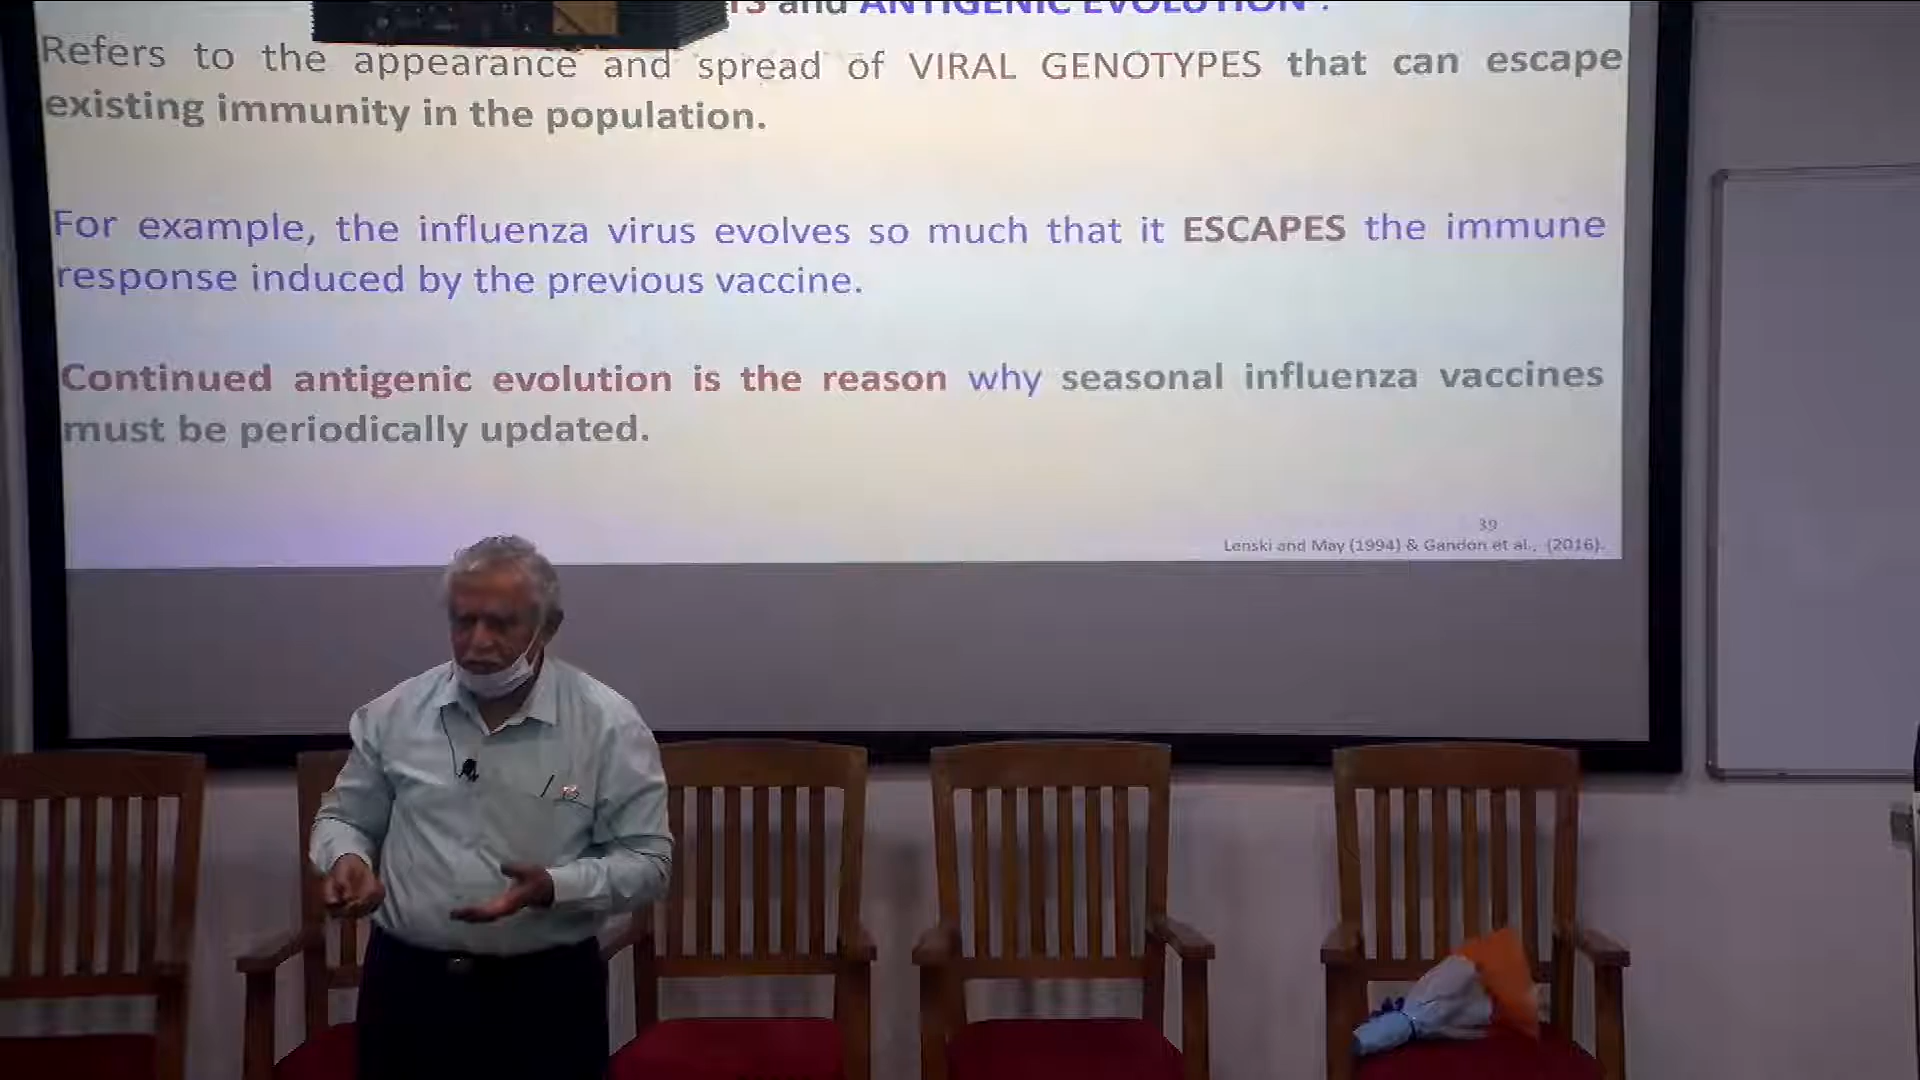 and ANTIGENIC EVOLUTION :
Refers to the appearance and spread of VIRAL GENOTYPES that can escape
existing immunity in the population.
For example, the influenza virus evolves so much that it ESCAPES the immune
response induced by the previous vaccine.
Continued antigenic evolution is the reason why seasonal influenza vaccines
must be periodically updated.
39
Lenski and May (1994) & Gandon et al., (2016).